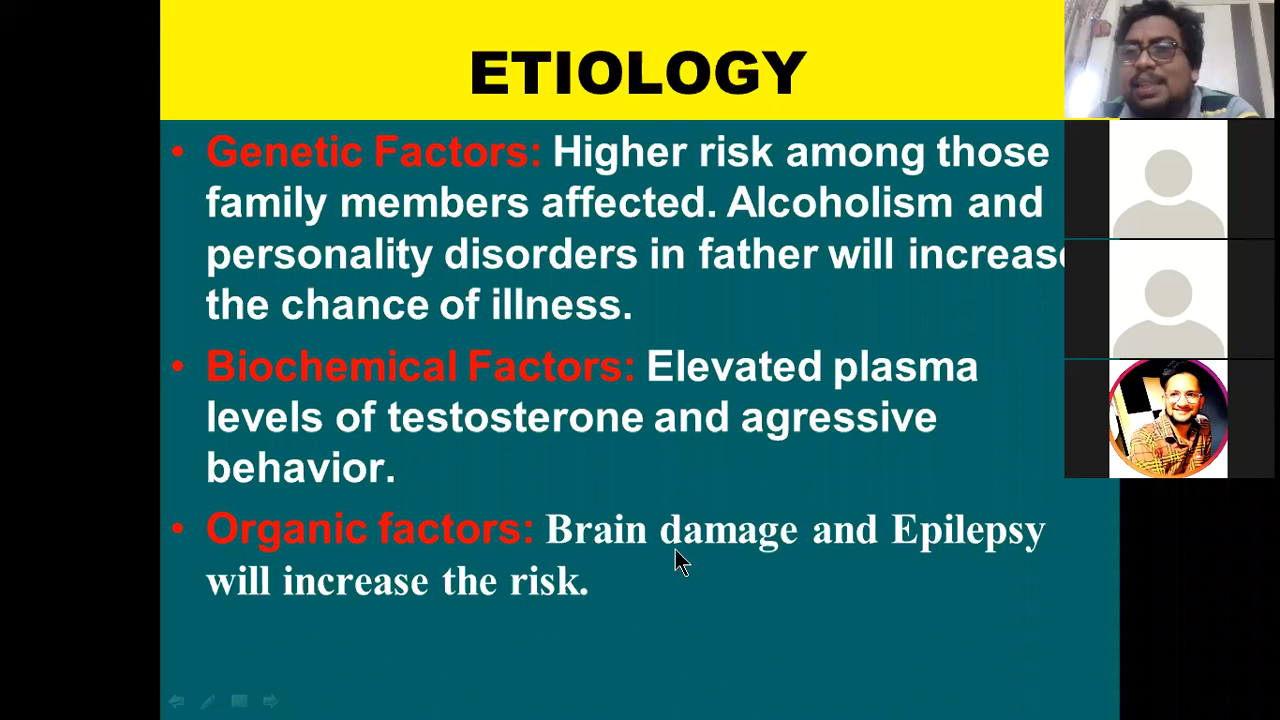 ETIOLOGY
• Genetic Factors: Higher risk among those
family members affected. Alcoholism and
personality disorders in father will increase
the chance of illness.
• Biochemical Factors: Elevated plasma
levels of testosterone and agressive
behavior.
• Organic factors: Brain damage and Epilepsy
will increase the risk.